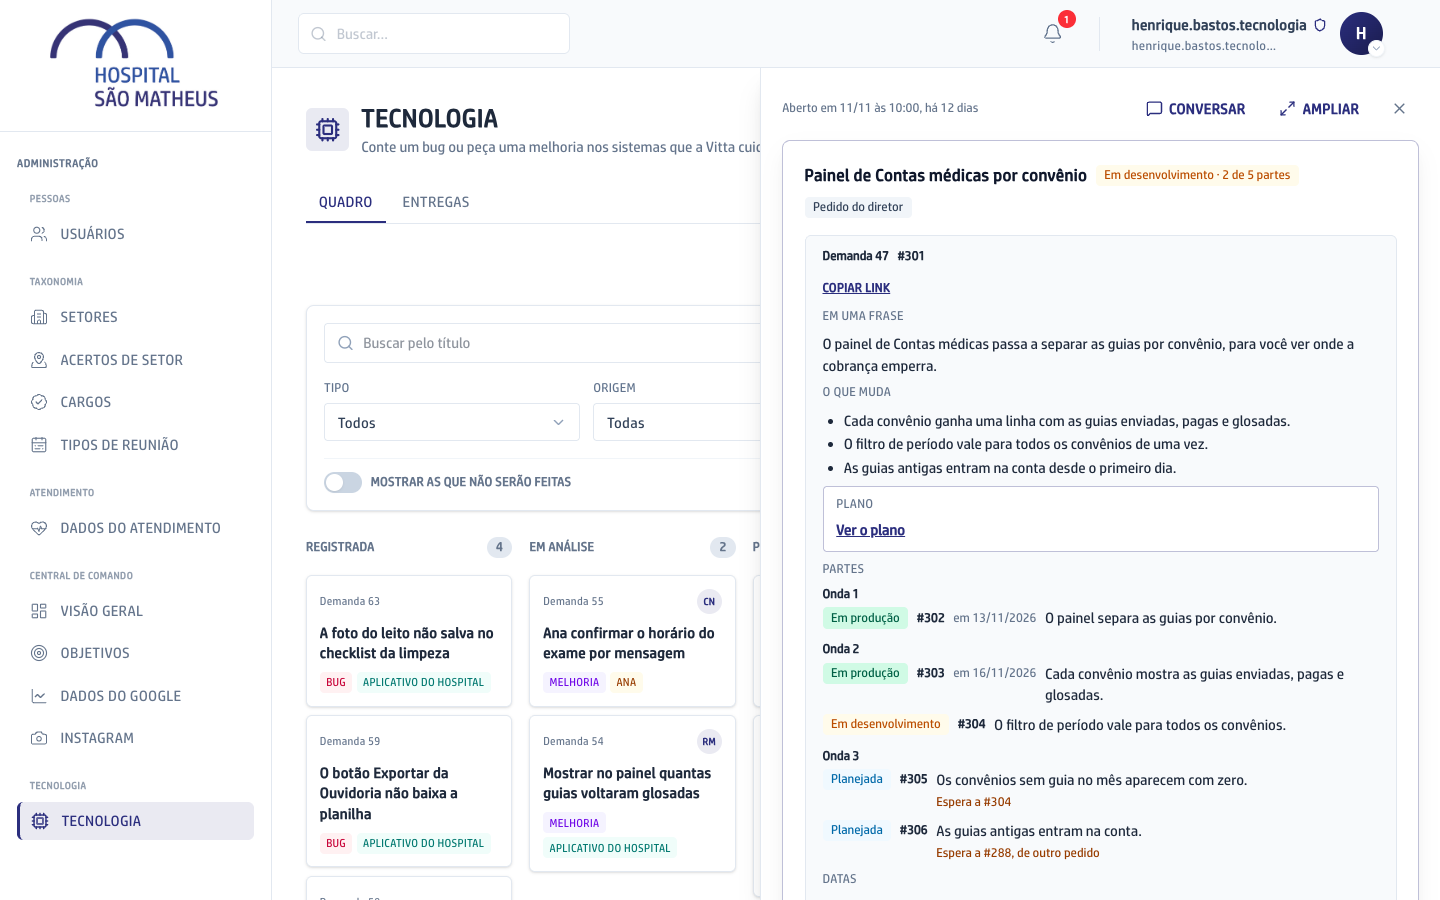 HOSPITAL
SÃO MATHEUS
ADMINISTRAÇÃO
PESSOAS
USUÁRIOS
TAXONOMIA
SETORES
ACERTOS DE SETOR
CARGOS
TIPOS DE REUNIÃO
ATENDIMENTO
DADOS DO ATENDIMENTO
CENTRAL DE COMANDO
VISÃO GERAL
OBJETIVOS
DADOS DO GOOGLE
INSTAGRAM
TECNOLOGIA
TECNOLOGIA
Buscar...
1
henrique.bastos.tecnologia
henrique.bastos.tecnolo...
H
TECNOLOGIA
Conte um bug ou peça uma melhoria nos sistemas que a Vitta cuid
QUADRO
ENTREGAS
Buscar pelo título
TIPO
ORIGEM
Todos
Todas
MOSTRAR AS QUE NÃO SERÃO FEITAS
REGISTRADA
4
Demanda 63
A foto do leito não salva no
checklist da limpeza
BUG
APLICATIVO DO HOSPITAL
Demanda 59
O botão Exportar da
Ouvidoria não baixa a
planilha
BUG
APLICATIVO DO HOSPITAL
EM ANÁLISE
2
P
Demanda 55
CN
Ana confirmar o horário do
exame por mensagem
MELHORIA
ANA
Demanda 54
RM
Mostrar no painel quantas
guias voltaram glosadas
MELHORIA
APLICATIVO DO HOSPITAL
Aberto em 11/11 às 10:00, há 12 dias
CONVERSAR
AMPLIAR
Painel de Contas médicas por convênio
Em desenvolvimento · 2 de 5 partes
Pedido do diretor
Demanda 47 #301
COPIAR LINK
EM UMA FRASE
O painel de Contas médicas passa a separar as guias por convênio, para você ver onde a
cobrança emperra.
O QUE MUDA
• Cada convênio ganha uma linha com as guias enviadas, pagas e glosadas.
• O filtro de período vale para todos os convênios de uma vez.
• As guias antigas entram na conta desde o primeiro dia.
PLANO
Ver o plano
PARTES
Onda 1
Em produção #302 em 13/11/2026 O painel separa as guias por convênio.
Onda 2
Em produção #303 em 16/11/2026 Cada convênio mostra as guias enviadas, pagas e
glosadas.
Em desenvolvimento #304 O filtro de período vale para todos os convênios.
Onda 3
Planejada #305 Os convênios sem guia no mês aparecem com zero.
Espera a #304
Planejada #306 As guias antigas entram na conta.
Espera a #288, de outro pedido
DATAS